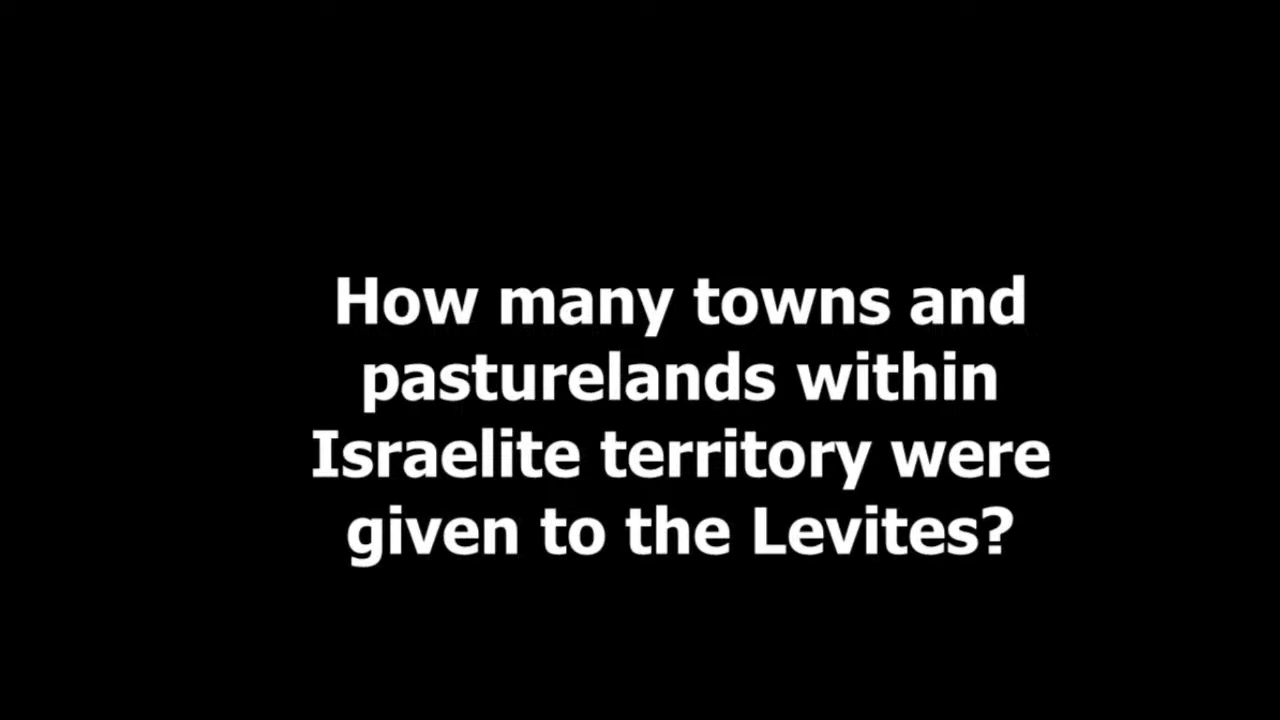 How many towns and
pasturelands within
Israelite territory were
given to the Levites?